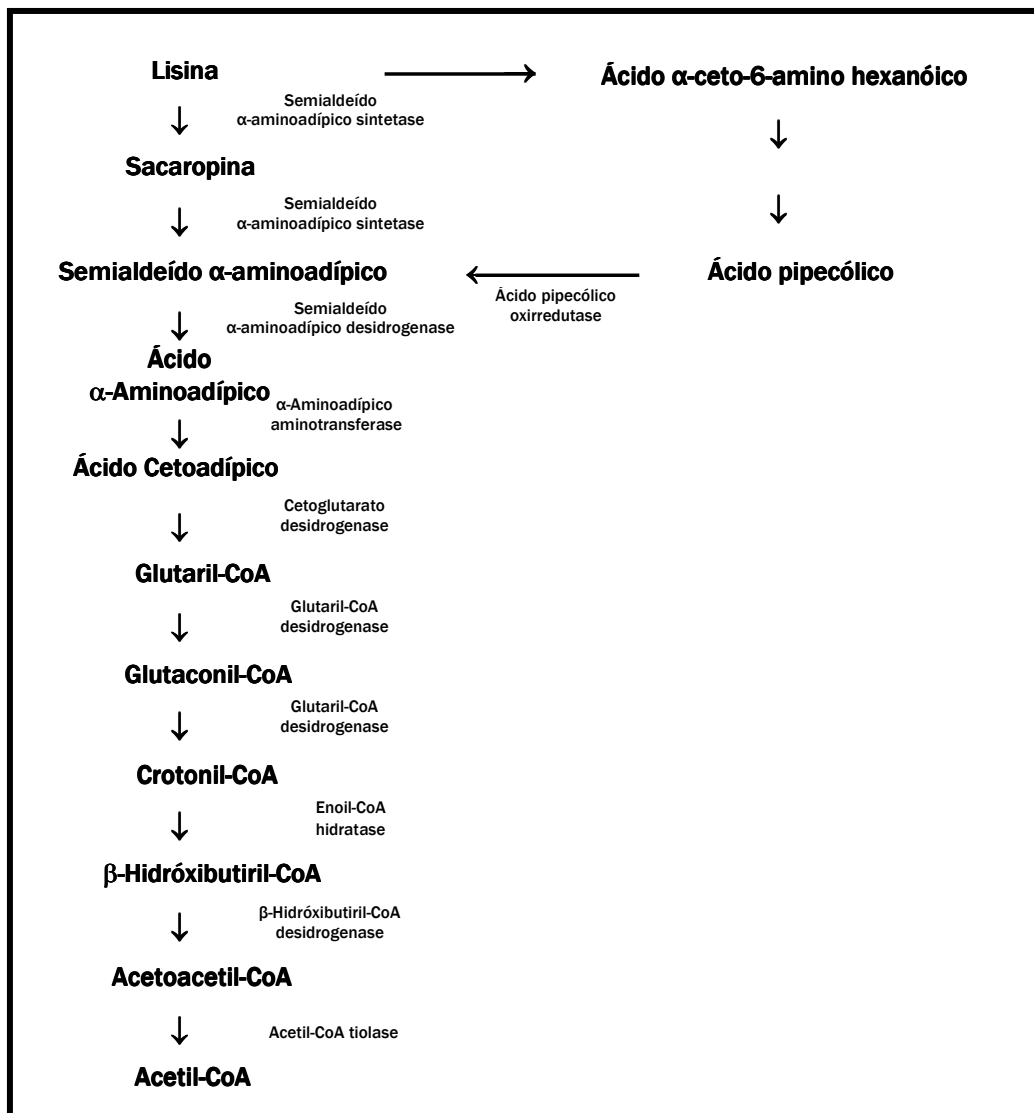 Lisina
Ácido α-ceto-6-amino hexanóico
Semialdeído
α-aminoadípico sintetase
Sacaropina
Semialdeído
α-aminoadípico sintetase
Semialdeído α-aminoadípico
Ácido pipecólico
Ácido pipecólico
oxirredutase
Semialdeído
α-aminoadípico desidrogenase
Ácido
α-Aminoadípico
α-Aminoadípico
aminotransferase
Ácido Cetoadípico
Cetoglutarato
desidrogenase
Glutaril-CoA
Glutaril-CoA
desidrogenase
Glutaconil-CoA
Glutaril-CoA
desidrogenase
Crotonil-CoA
Enoil-CoA
hidratase
β-Hidróxibutiril-CoA
β-Hidróxibutiril-CoA
desidrogenase
Acetoacetil-CoA
Acetil-CoA tiolase
Acetil-CoA